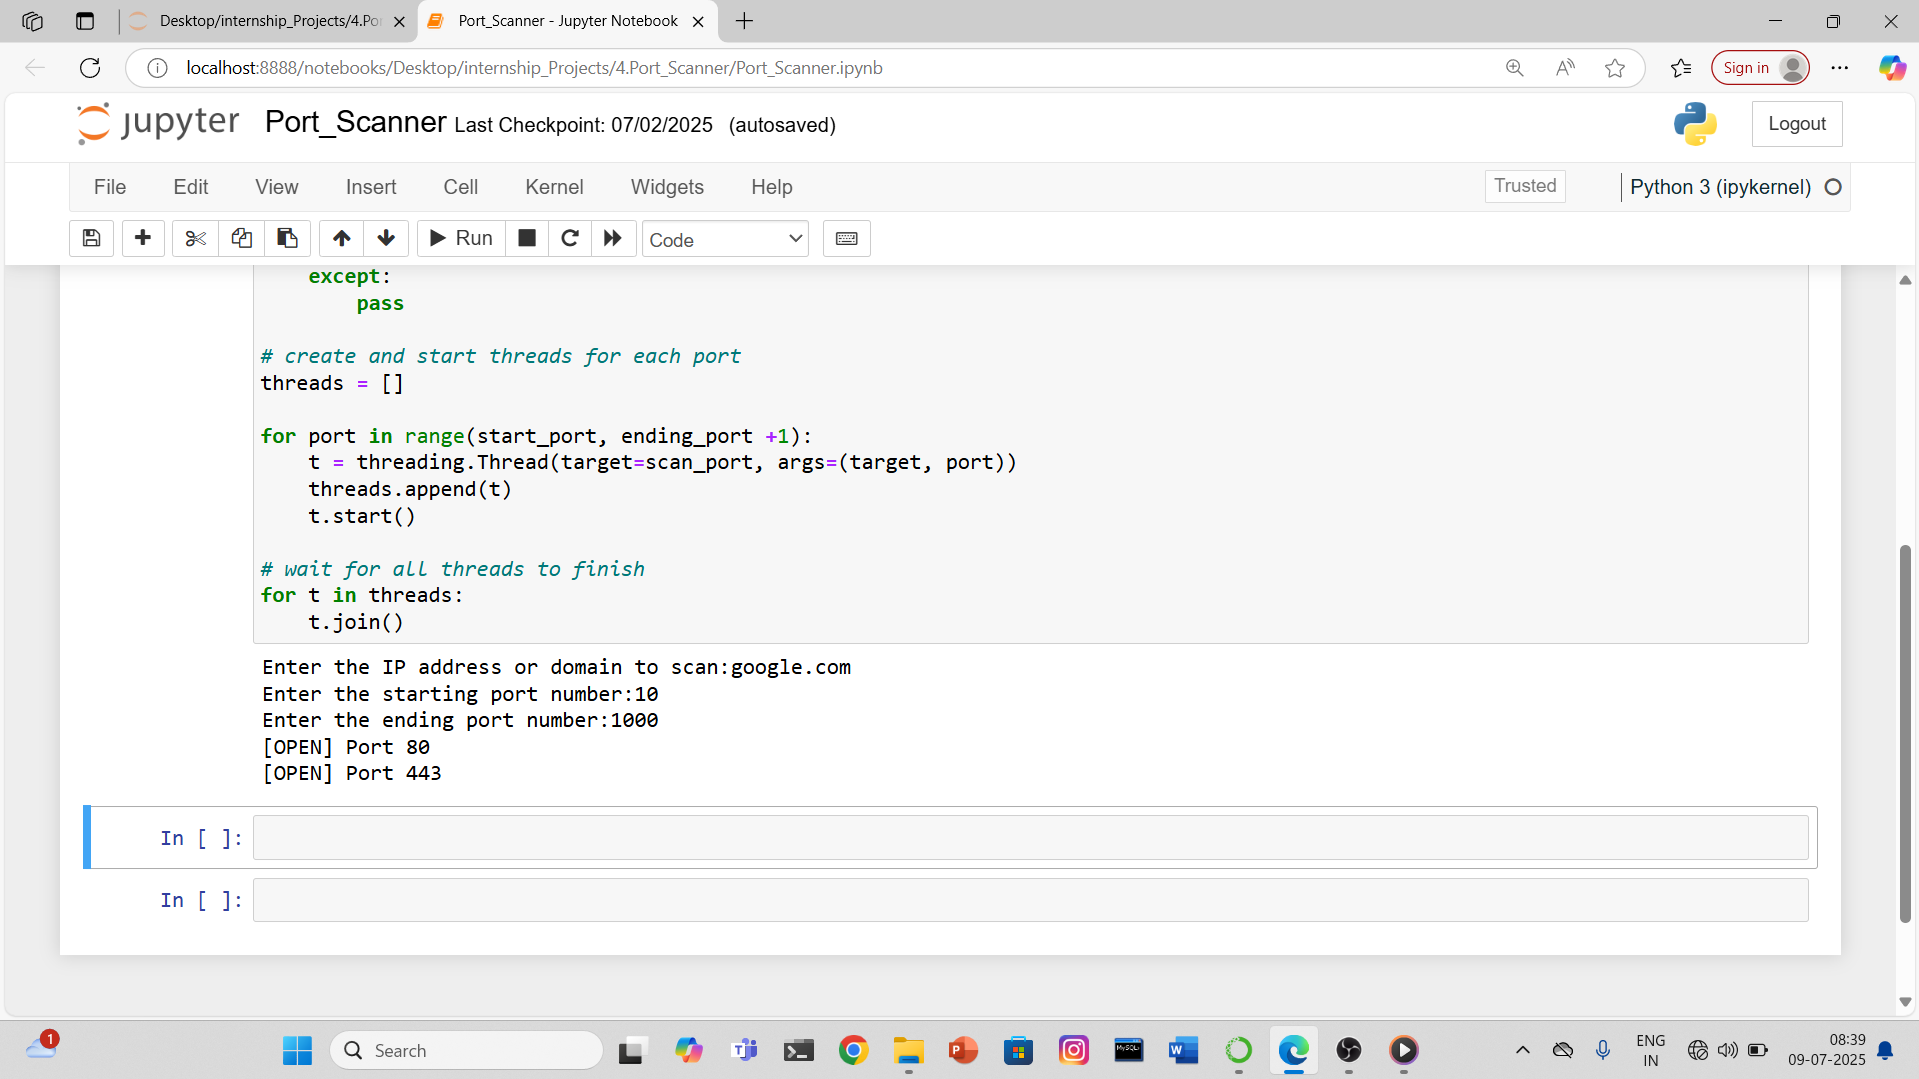 Desktop/internship_Projects/4.Po
Port_Scanner - Jupyter Notebook
localhost:8888/notebooks/Desktop/internship_Projects/4.Port_Scanner/Port_Scanner.ipynb
Sign in
jupyter Port_Scanner Last Checkpoint: 07/02/2025 (autosaved)
Logout
File Edit View Insert Cell Kernel Widgets Help
Trusted
Python 3 (ipykernel)
Run
Code
except:
pass
# create and start threads for each port
threads = []
for port in range(start_port, ending_port +1):
t = threading.Thread(target=scan_port, args=(target, port))
threads.append(t)
t.start()
# wait for all threads to finish
for t in threads:
t.join()
Enter the IP address or domain to scan:google.com
Enter the starting port number:10
Enter the ending port number:1000
[OPEN] Port 80
[OPEN] Port 443
In [ ]:
In [ ]:
1
Search
ENG
IN
08:39
09-07-2025